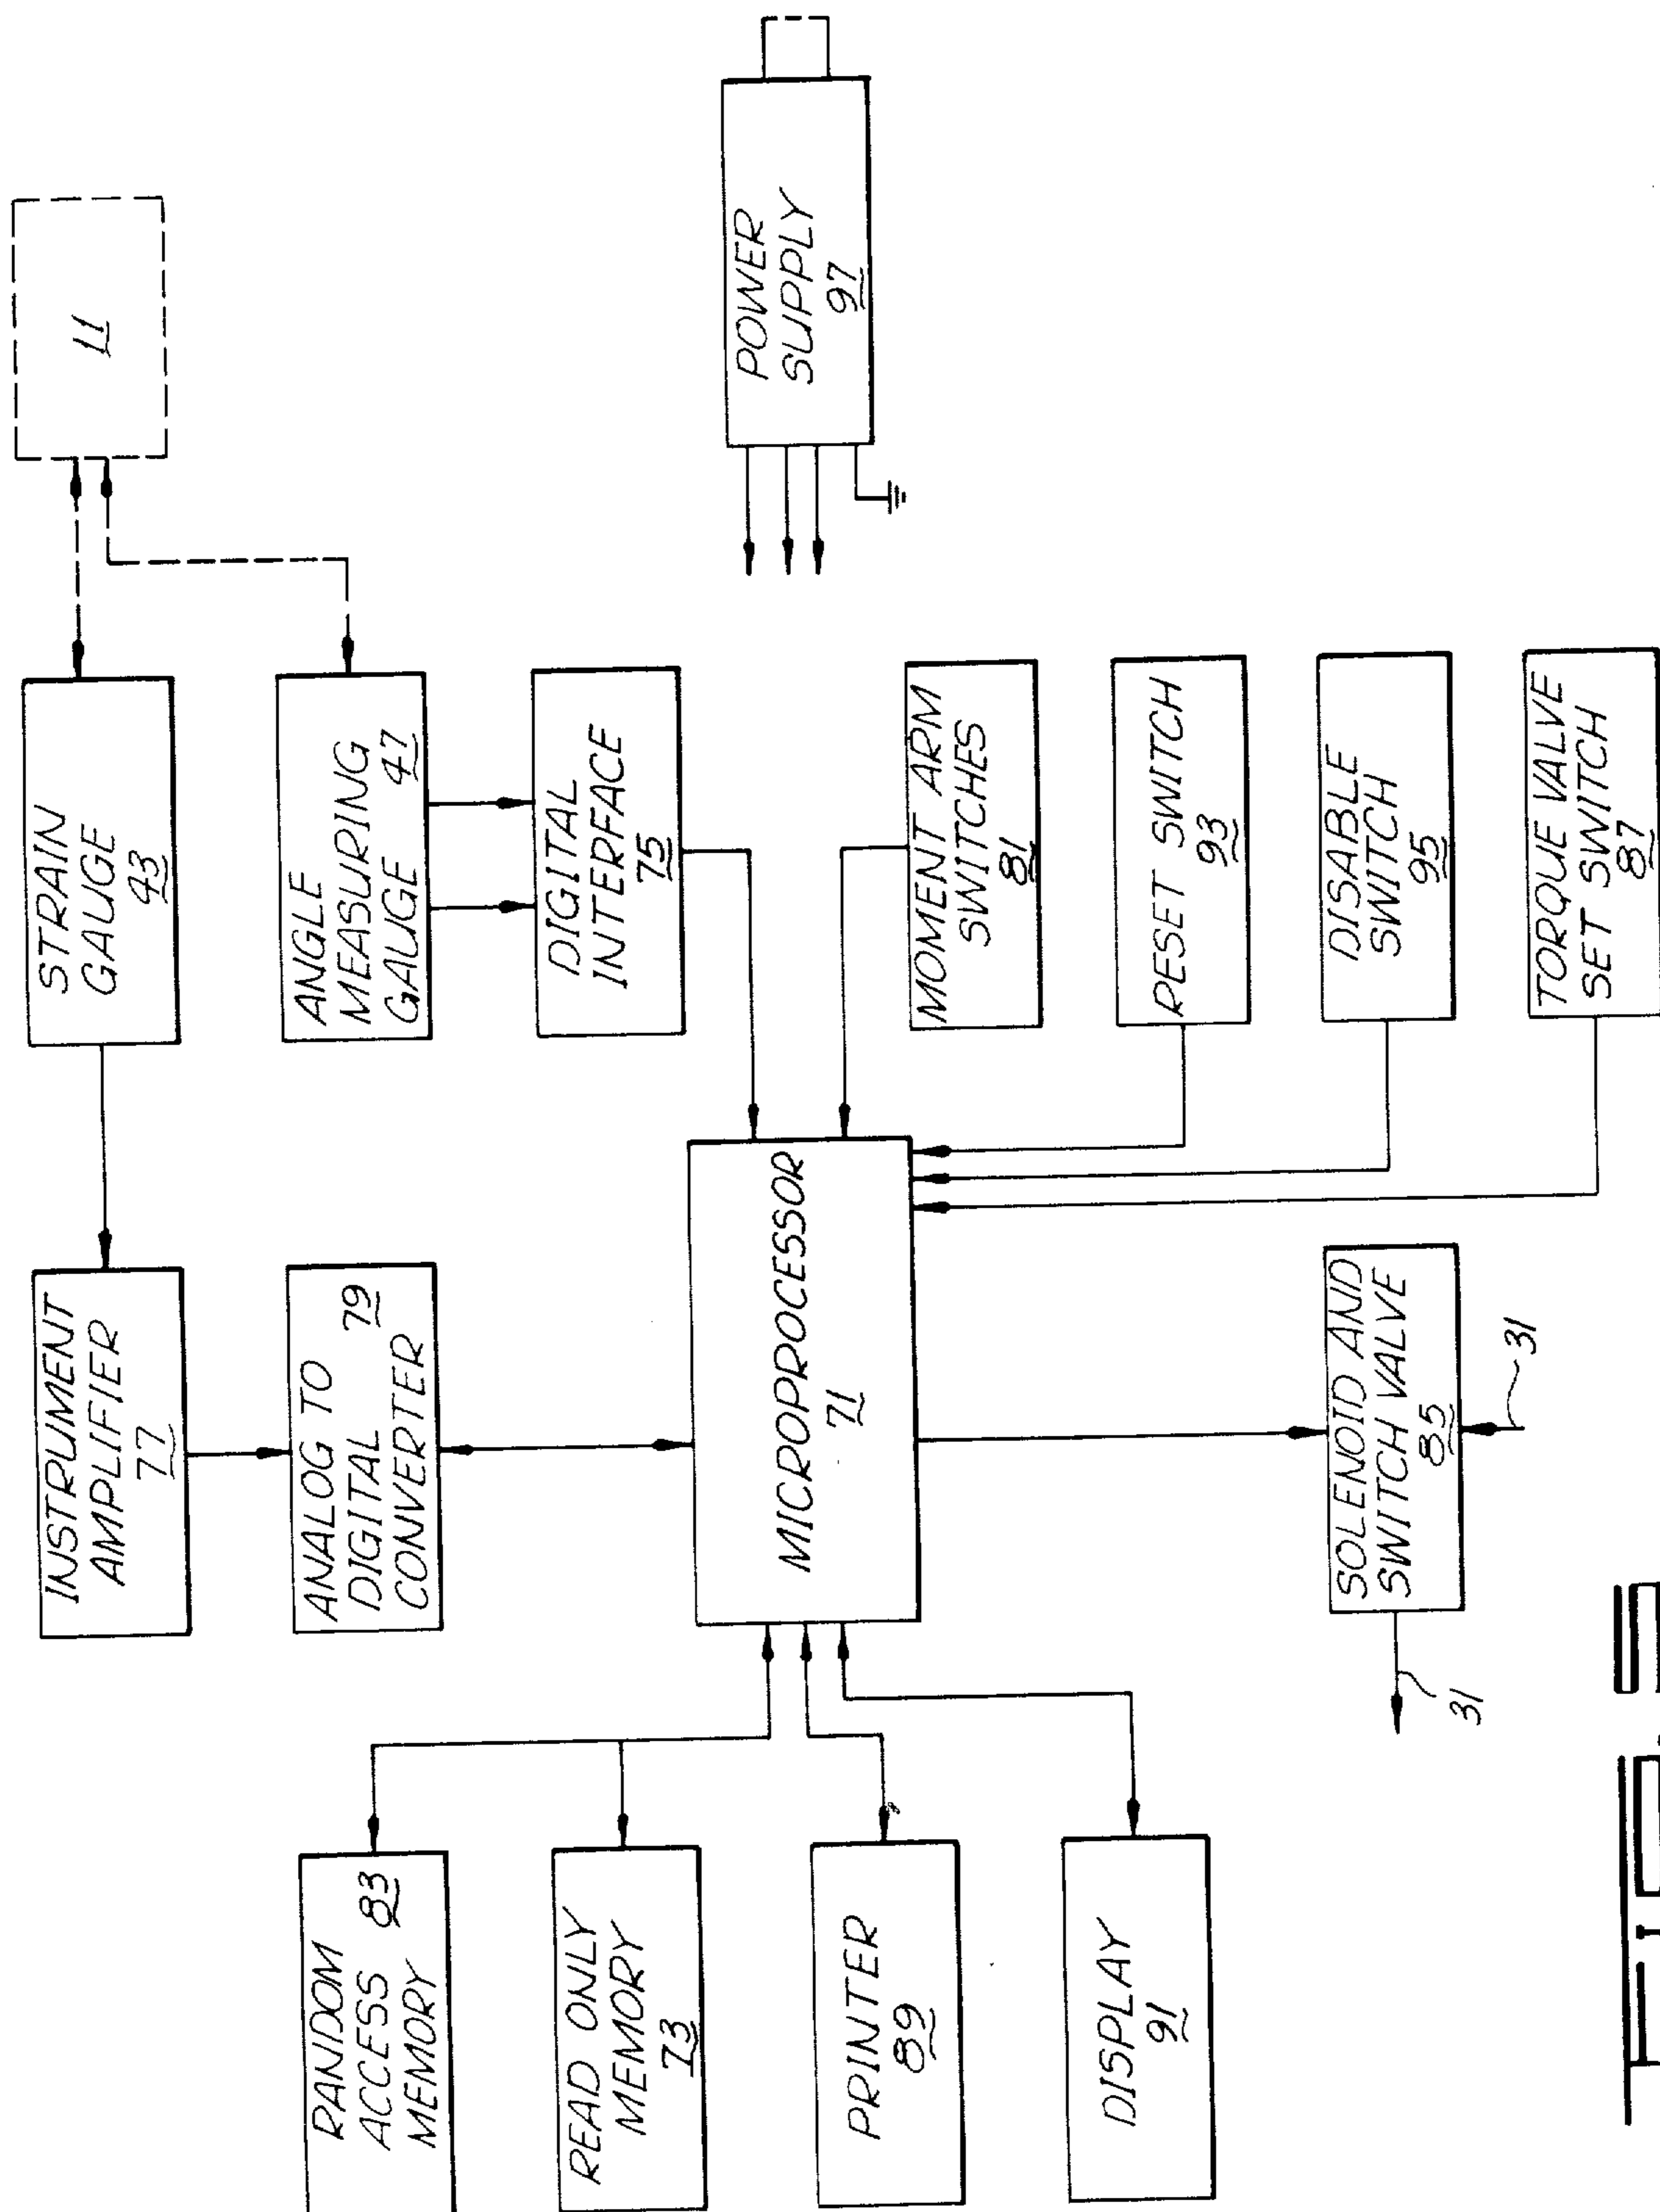 RANDOM
ACCESS 83
MEMORY
READ ONLY
MEMORY
73
PRINTER
89
DISPLAY
91
INSTRUMENT
AMPLIFIER
77
ANALOG TO
DIGITAL 79
CONVERTER
MICROPROCESSOR
71
SOLENOID AND
SWITCH VALVE
85
31
31
STRAIN
GAUGE
43
ANGLE
MEASURING
GAUGE 47
DIGITAL
INTERFACE
75
MOMENT ARM
SWITCHES
81
RESET SWITCH
93
DISABLE
SWITCH
95
TORQUE VALVE
SET SWITCH
87
11
POWER
SUPPLY
97